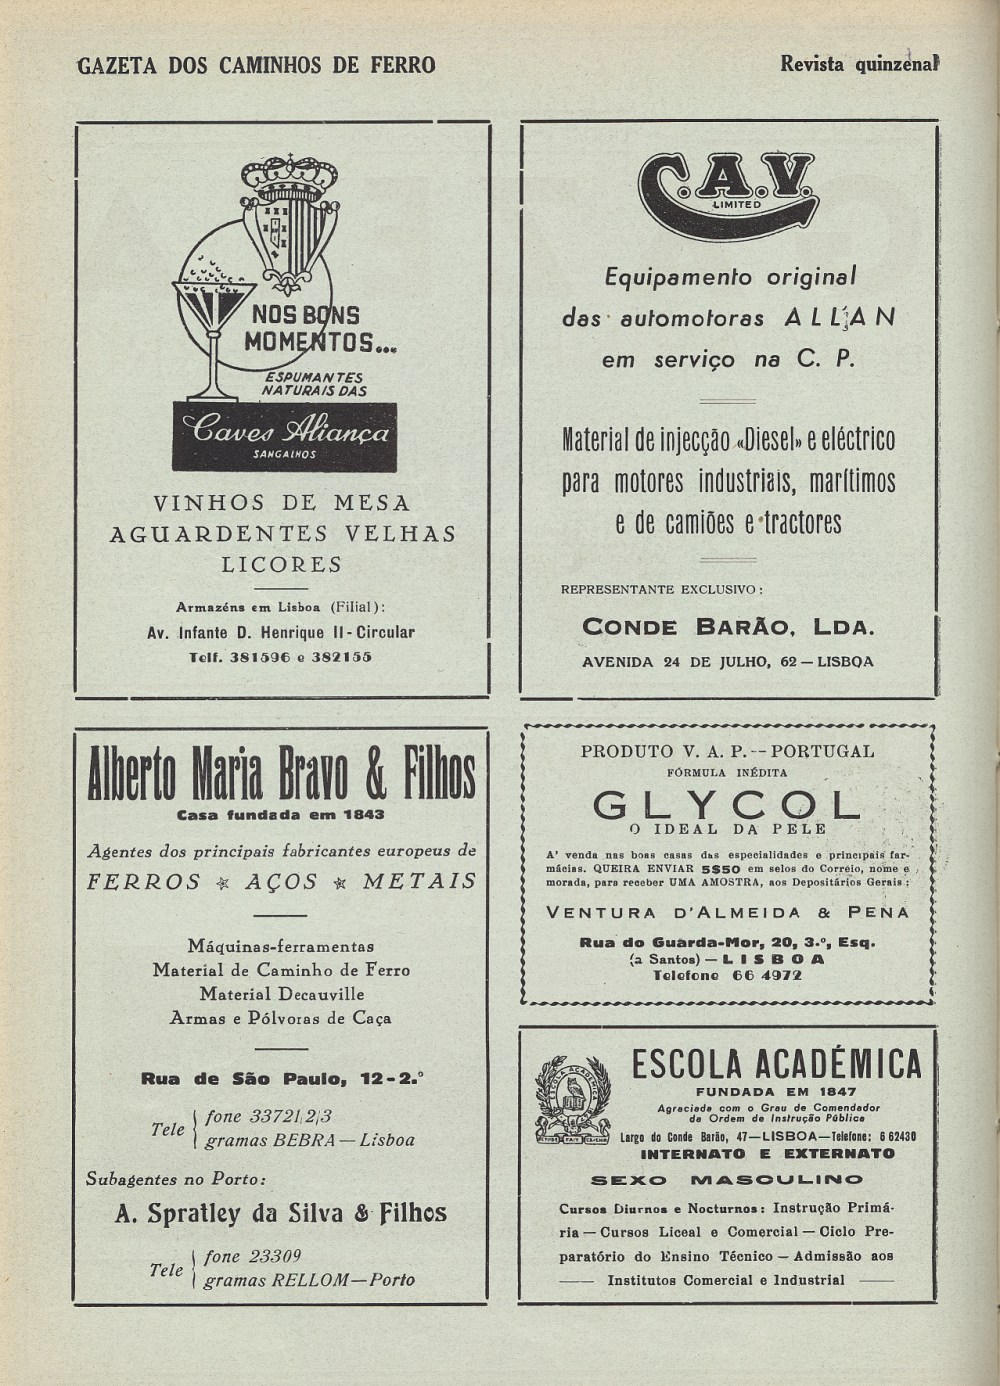 GAZETA DOS CAMINHOS DE FERRO
Revista quinzenal
NOS BONS
MOMENTOS...
ESPUMANTES
NATURAIS DAS
Caves Aliança
SANGALHOS
VINHOS DE MESA
AGUARDENTES VELHAS
LICORES
Armazéns em Lisboa (Filial):
Av. Infante D. Henrique II-Circular
Telf. 381596 e 382155
C.A.V.
LIMITED
Equipamento original
das automotoras ALLAN
em serviço na C. P.
Material de injecção «Diesel» e eléctrico
para motores industriais, marítimos
e de camiões e tractores
REPRESENTANTE EXCLUSIVO:
CONDE BARÃO, LDA.
AVENIDA 24 DE JULHO, 62 — LISBOA
Alberto Maria Bravo & Filhos
Casa fundada em 1843
Agentes dos principais fabricantes europeus de
FERROS * AÇOS * METAIS
Máquinas-ferramentas
Material de Caminho de Ferro
Material Decauville
Armas e Pólvoras de Caça
Rua de São Paulo, 12-2.º
Tele { fone 33721/2/3
gramas BEBRA — Lisboa
Subagentes no Porto:
A. Spratley da Silva & Filhos
Tele { fone 23309
gramas RELLOM — Porto
PRODUTO V. A. P. -- PORTUGAL
FÓRMULA INÉDITA
GLYCOL
O IDEAL DA PELE
A' venda nas boas casas das especialidades e principais far-
mácias. QUEIRA ENVIAR 5$50 em selos do Correio, nome e
morada, para receber UMA AMOSTRA, aos Depositários Gerais:
VENTURA D'ALMEIDA & PENA
Rua do Guarda-Mor, 20, 3.º, Esq.
(a Santos) — LISBOA
Telefone 66 4972
ESCOLA ACADÉMICA
ESCOLA ACADÉMICA
FUNDADA EM 1847
Agraciada com o Grau de Comendador
da Ordem de Instrução Pública
Largo do Conde Barão, 47—LISBOA—Telefone: 6 62430
INTERNATO E EXTERNATO
SEXO MASCULINO
Cursos Diurnos e Nocturnos: Instrução Primá-
ria — Cursos Liceal e Comercial — Ciclo Pre-
paratório do Ensino Técnico — Admissão aos
Institutos Comercial e Industrial